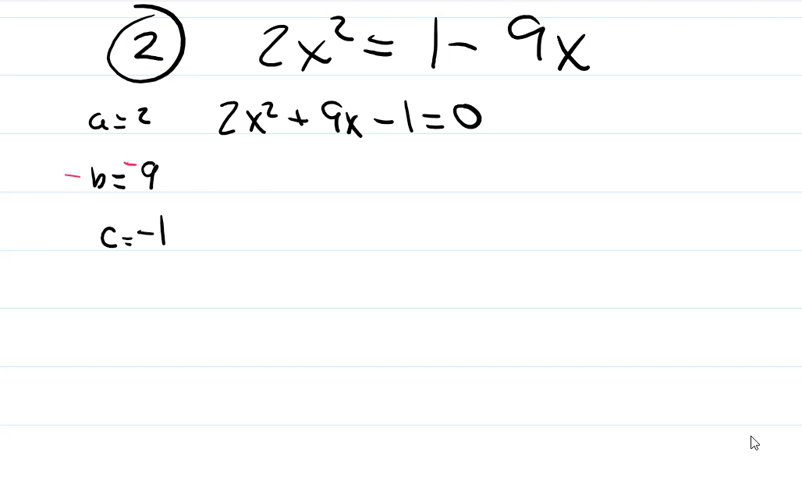 ② 2x² = 1 - 9x
a = 2 2x² + 9x - 1 = 0
- b = - 9
c = - 1